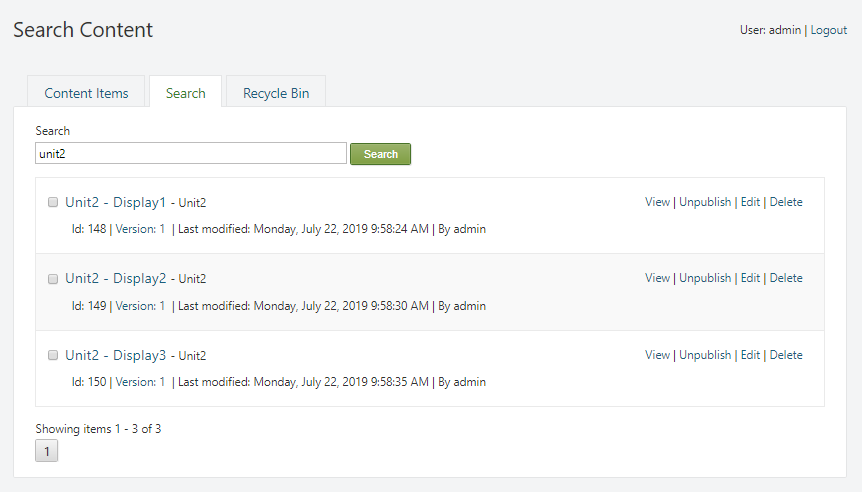 Search Content
User: admin | Logout
Content Items
Search
Recycle Bin
Search
unit2
Search
Unit2 - Display1 - Unit2
View | Unpublish | Edit | Delete
Id: 148 | Version: 1 | Last modified: Monday, July 22, 2019 9:58:24 AM | By admin
Unit2 - Display2 - Unit2
View | Unpublish | Edit | Delete
Id: 149 | Version: 1 | Last modified: Monday, July 22, 2019 9:58:30 AM | By admin
Unit2 - Display3 - Unit2
View | Unpublish | Edit | Delete
Id: 150 | Version: 1 | Last modified: Monday, July 22, 2019 9:58:35 AM | By admin
Showing items 1 - 3 of 3
1